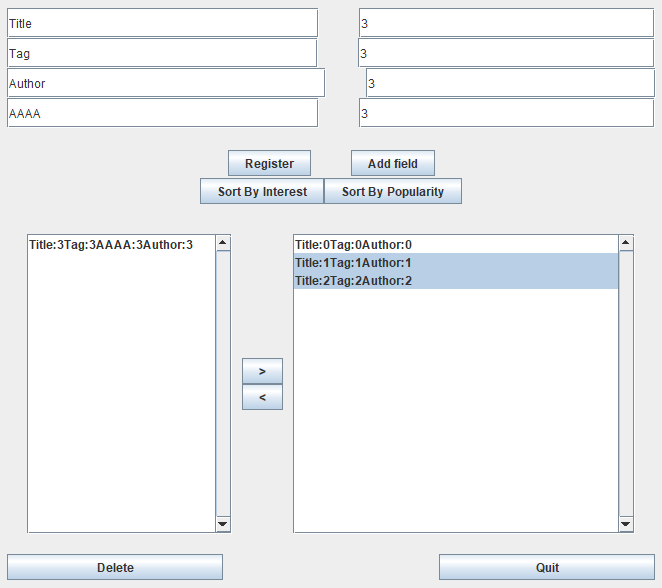 Title 3
Tag 3
Author 3
AAAA 3
Register Add field
Sort By Interest Sort By Popularity
Title:3Tag:3AAAA:3Author:3
Title:0Tag:0Author:0
Title:1Tag:1Author:1
Title:2Tag:2Author:2
>
<
Delete Quit